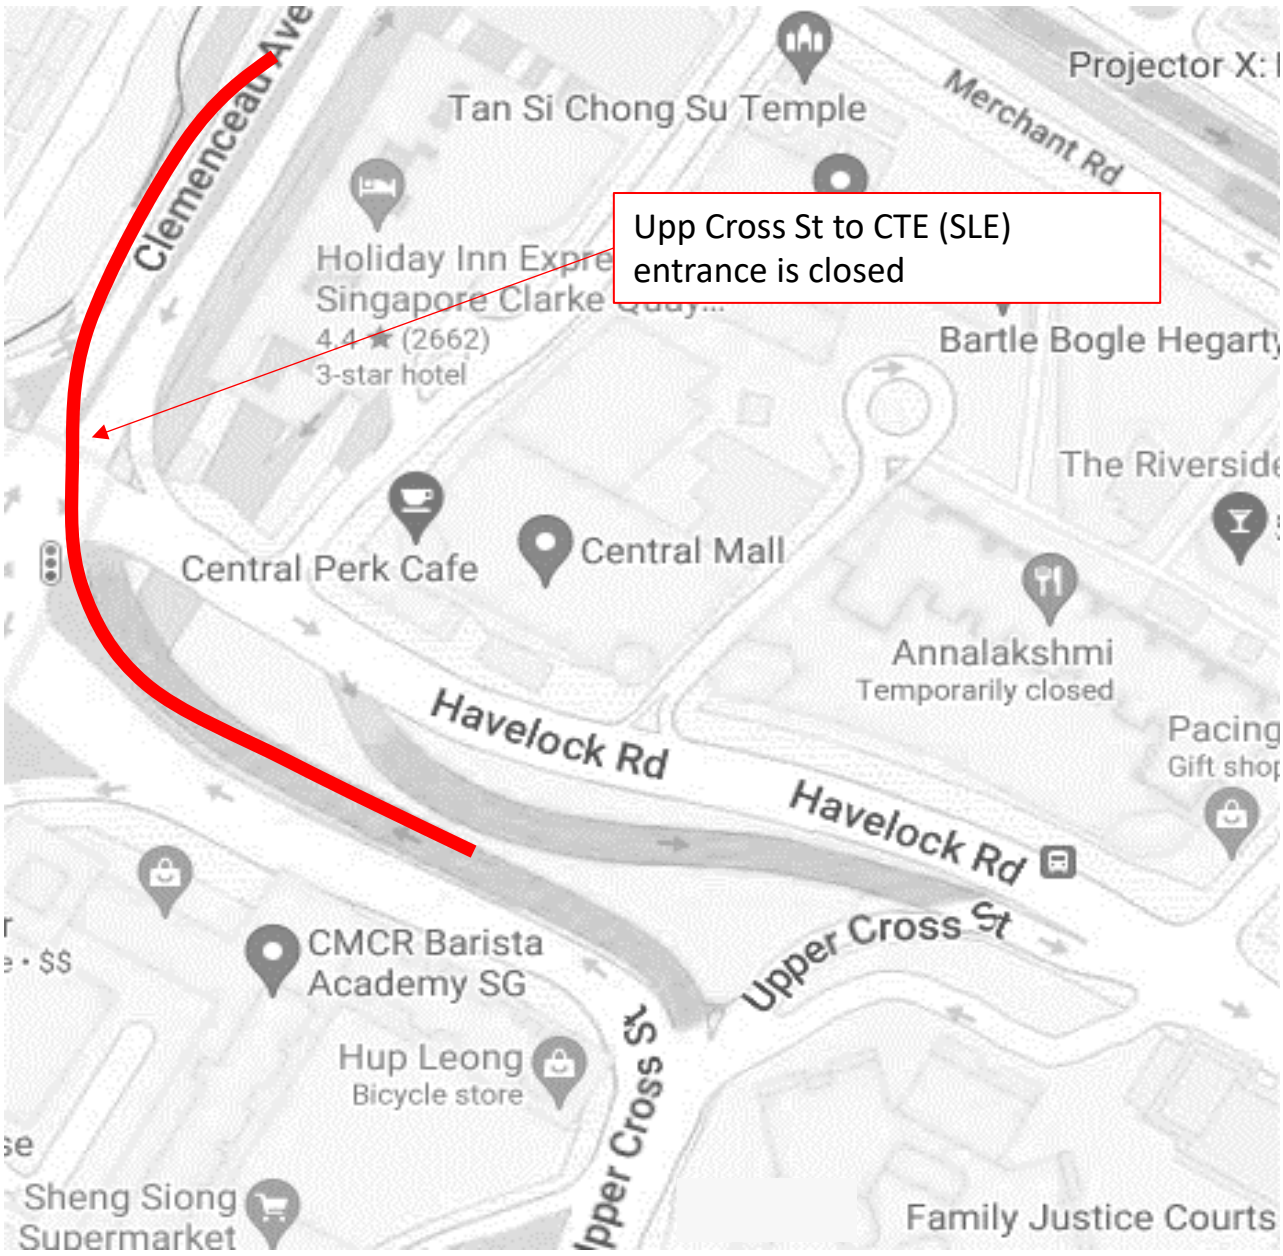 Clemenceau Ave
Tan Si Chong Su Temple
Projector X:
Merchant Rd
Upp Cross St to CTE (SLE)
entrance is closed
Holiday Inn Expre
Singapore Clarke Quay...
4.4 ★ (2662)
3-star hotel
Bartle Bogle Hegarty
The Riverside
Central Perk Cafe
Central Mall
Annalakshmi
Temporarily closed
Havelock Rd
Pacing
Gift shop
Havelock Rd
Upper Cross St
CMCR Barista
Academy SG
· $$
Hup Leong
Bicycle store
Upper Cross St
se
Sheng Siong
Supermarket
Family Justice Courts